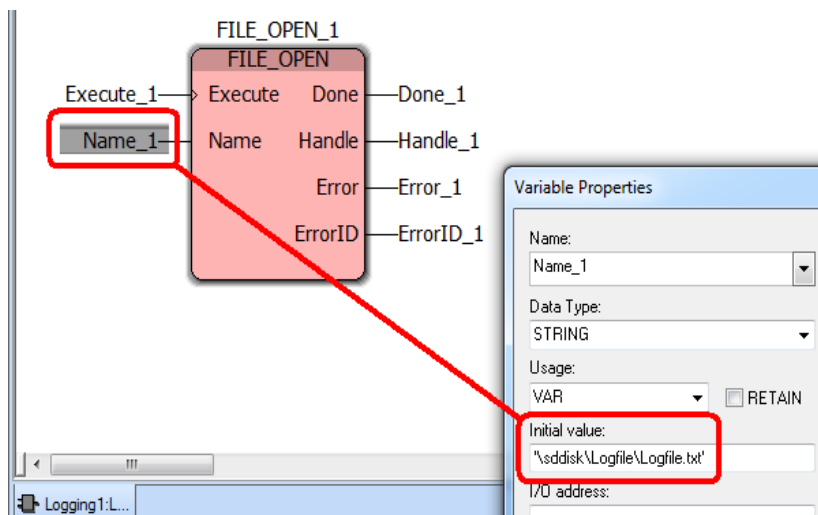 FILE_OPEN_1
FILE_OPEN
Execute_1 Execute Done Done_1
Name_1 Name Handle Handle_1
Error Error_1
ErrorID ErrorID_1
Variable Properties
Name:
Name_1
Data Type:
STRING
Usage:
VAR RETAIN
Initial value:
'\sddisk\Logfile\Logfile.txt'
I/O address:
Logging1:L...